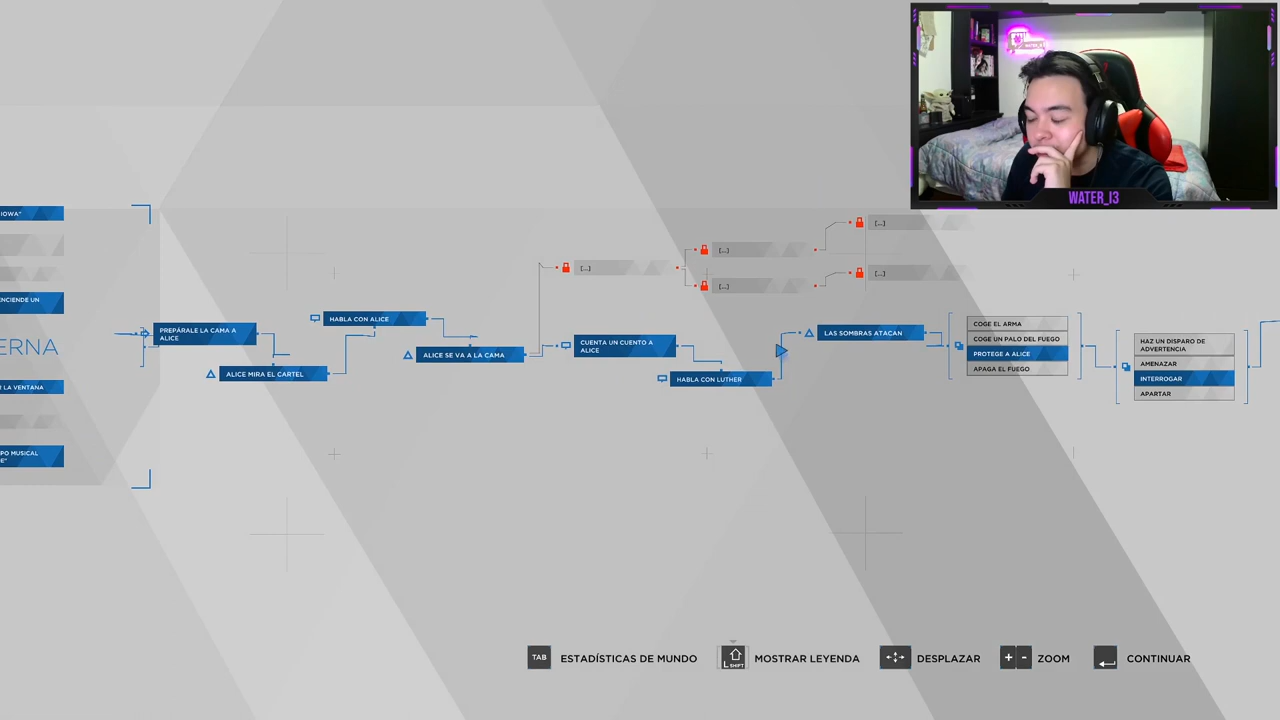 WATER_I3
IOWA"
ENCIENDE UN
ERNA
R LA VENTANA
PO MUSICAL
E"
PREPÁRALE LA CAMA A
ALICE
ALICE MIRA EL CARTEL
HABLA CON ALICE
ALICE SE VA A LA CAMA
[...]
[...]
[...]
[...]
[...]
CUENTA UN CUENTO A
ALICE
HABLA CON LUTHER
LAS SOMBRAS ATACAN
COGE EL ARMA
COGE UN PALO DEL FUEGO
PROTEGE A ALICE
APAGA EL FUEGO
HAZ UN DISPARO DE
ADVERTENCIA
AMENAZAR
INTERROGAR
APARTAR
TAB
ESTADÍSTICAS DE MUNDO
L SHIFT
MOSTRAR LEYENDA
DESPLAZAR
+ -
ZOOM
CONTINUAR